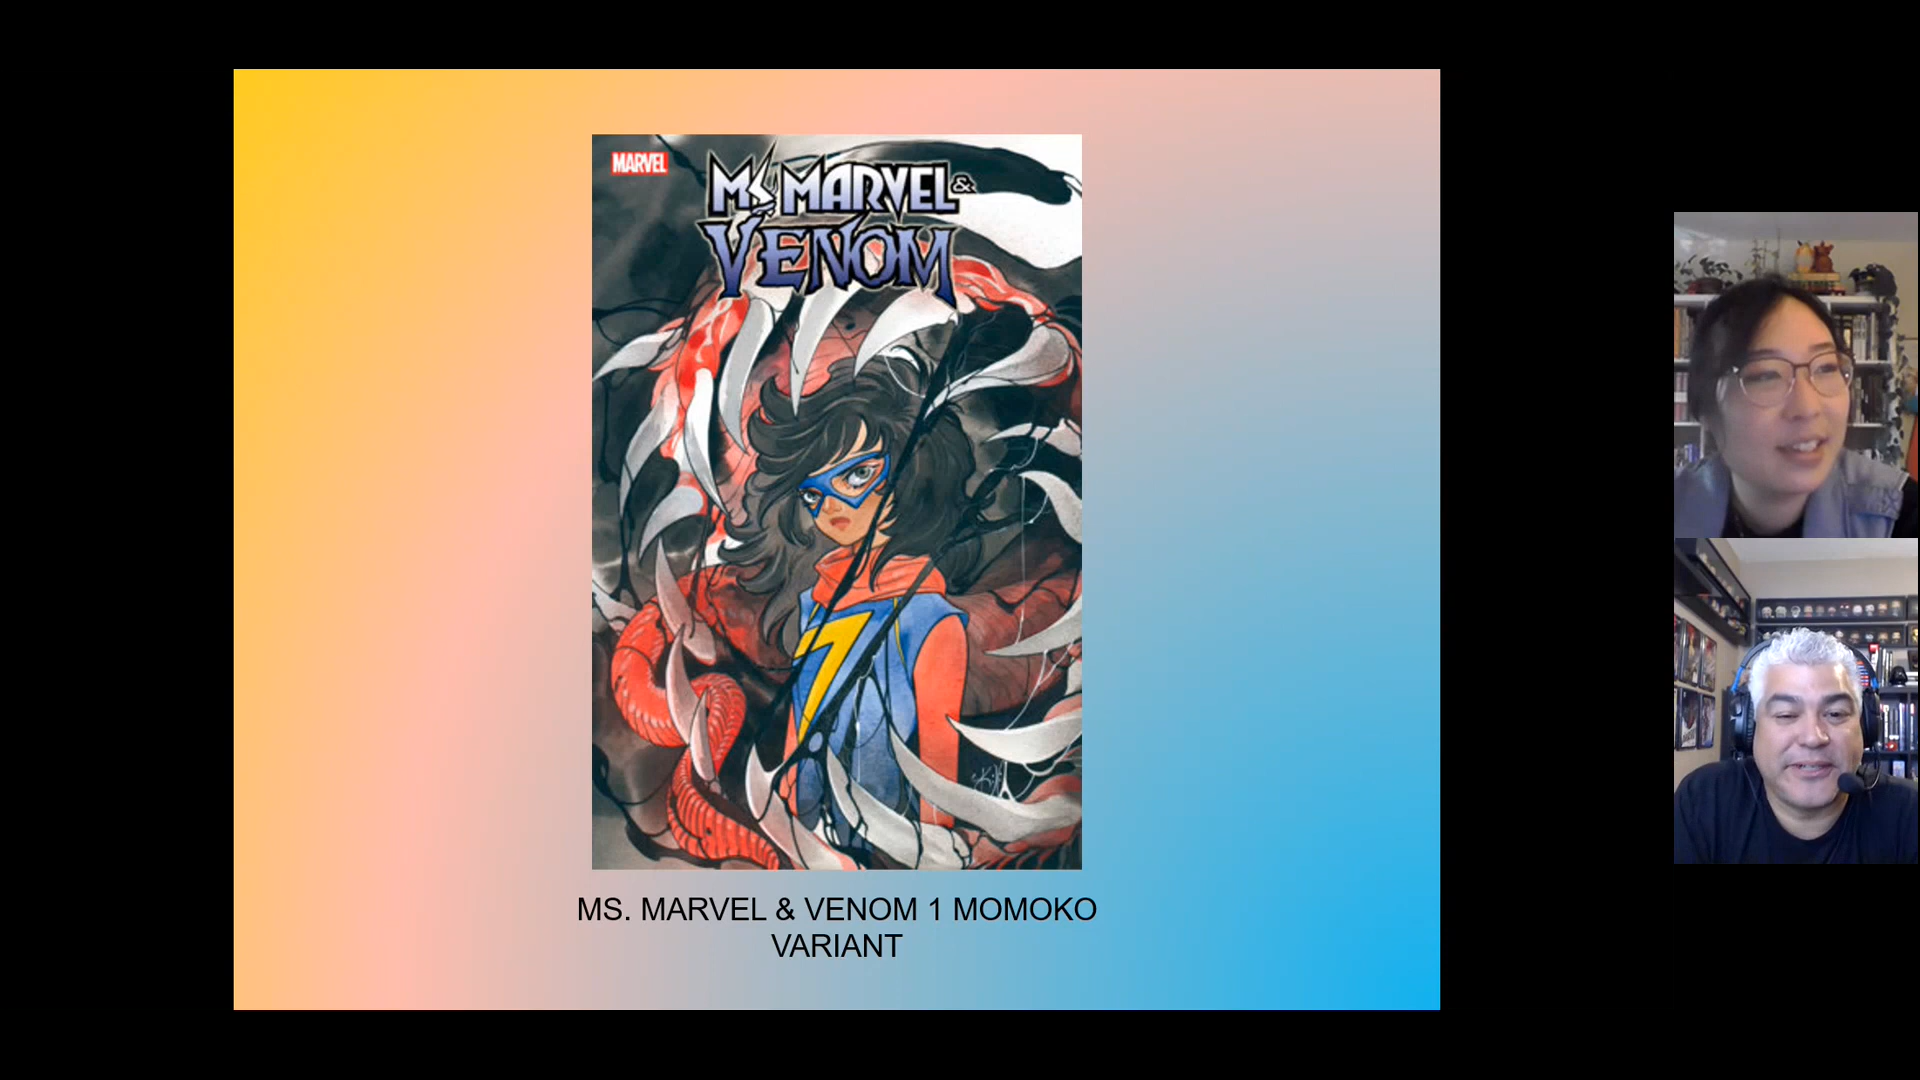 MARVEL
MS. MARVEL &
VENOM
MS. MARVEL & VENOM 1 MOMOKO
VARIANT